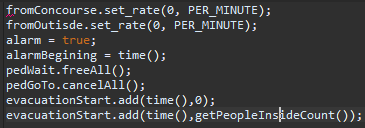 fromConcourse.set_rate(0, PER_MINUTE);
fromOutisde.set_rate(0, PER_MINUTE);
alarm = true;
alarmBegining = time();
pedWait.freeAll();
pedGoTo.cancelAll();
evacuationStart.add(time(),0);
evacuationStart.add(time(),getPeopleInsideCount());